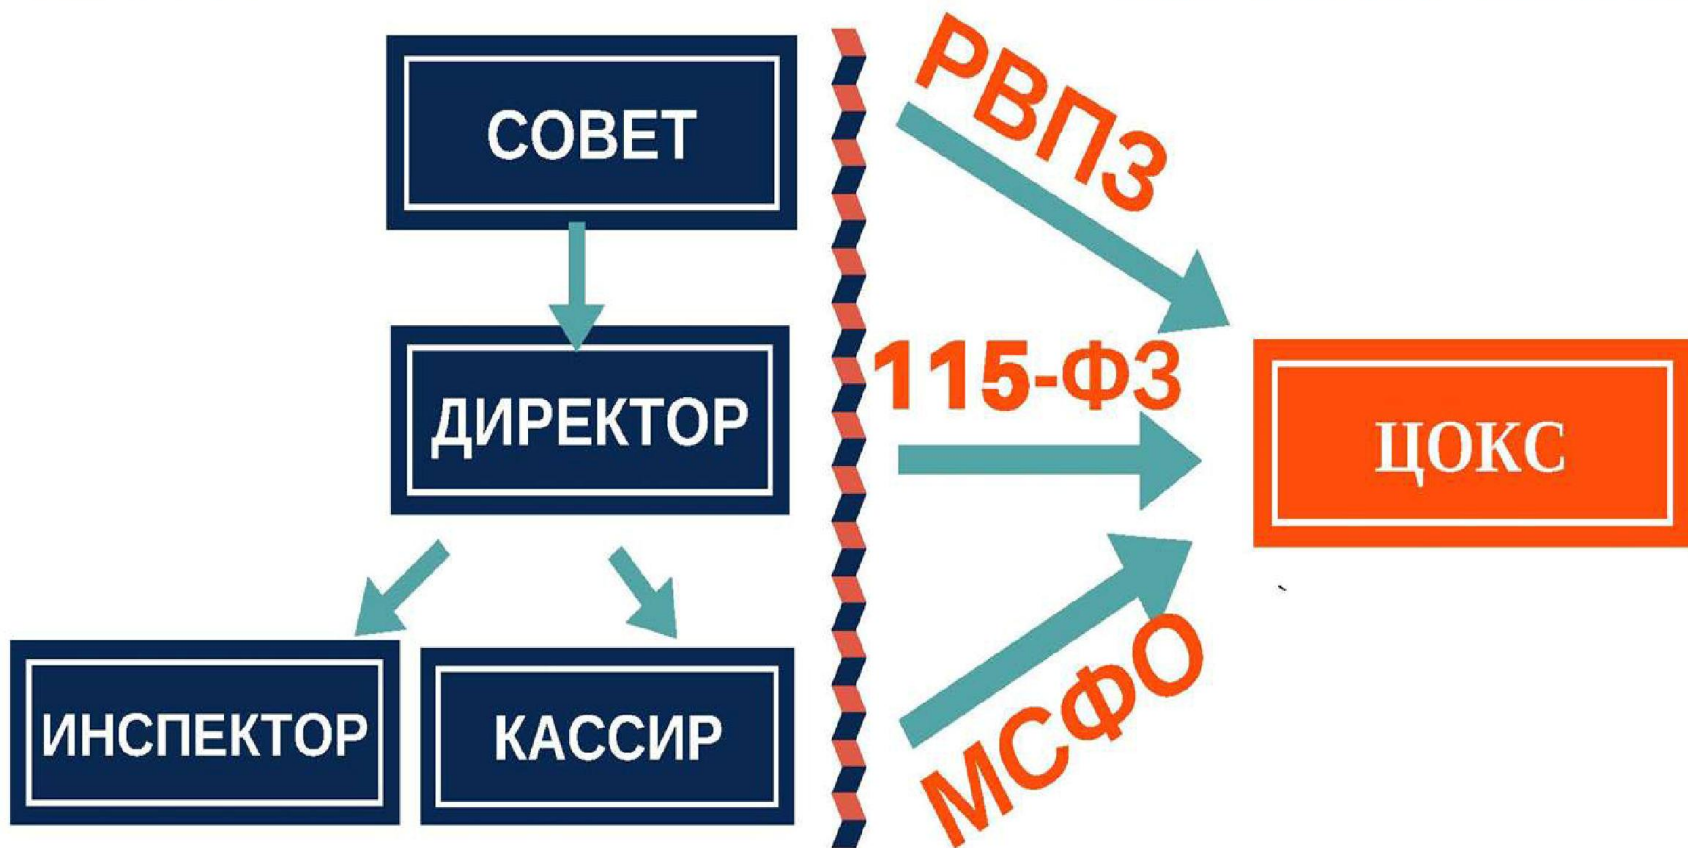 СОВЕТ
ДИРЕКТОР
ИНСПЕКТОР
КАССИР
РВПЗ
115-ФЗ
МСФО
ЦОКС